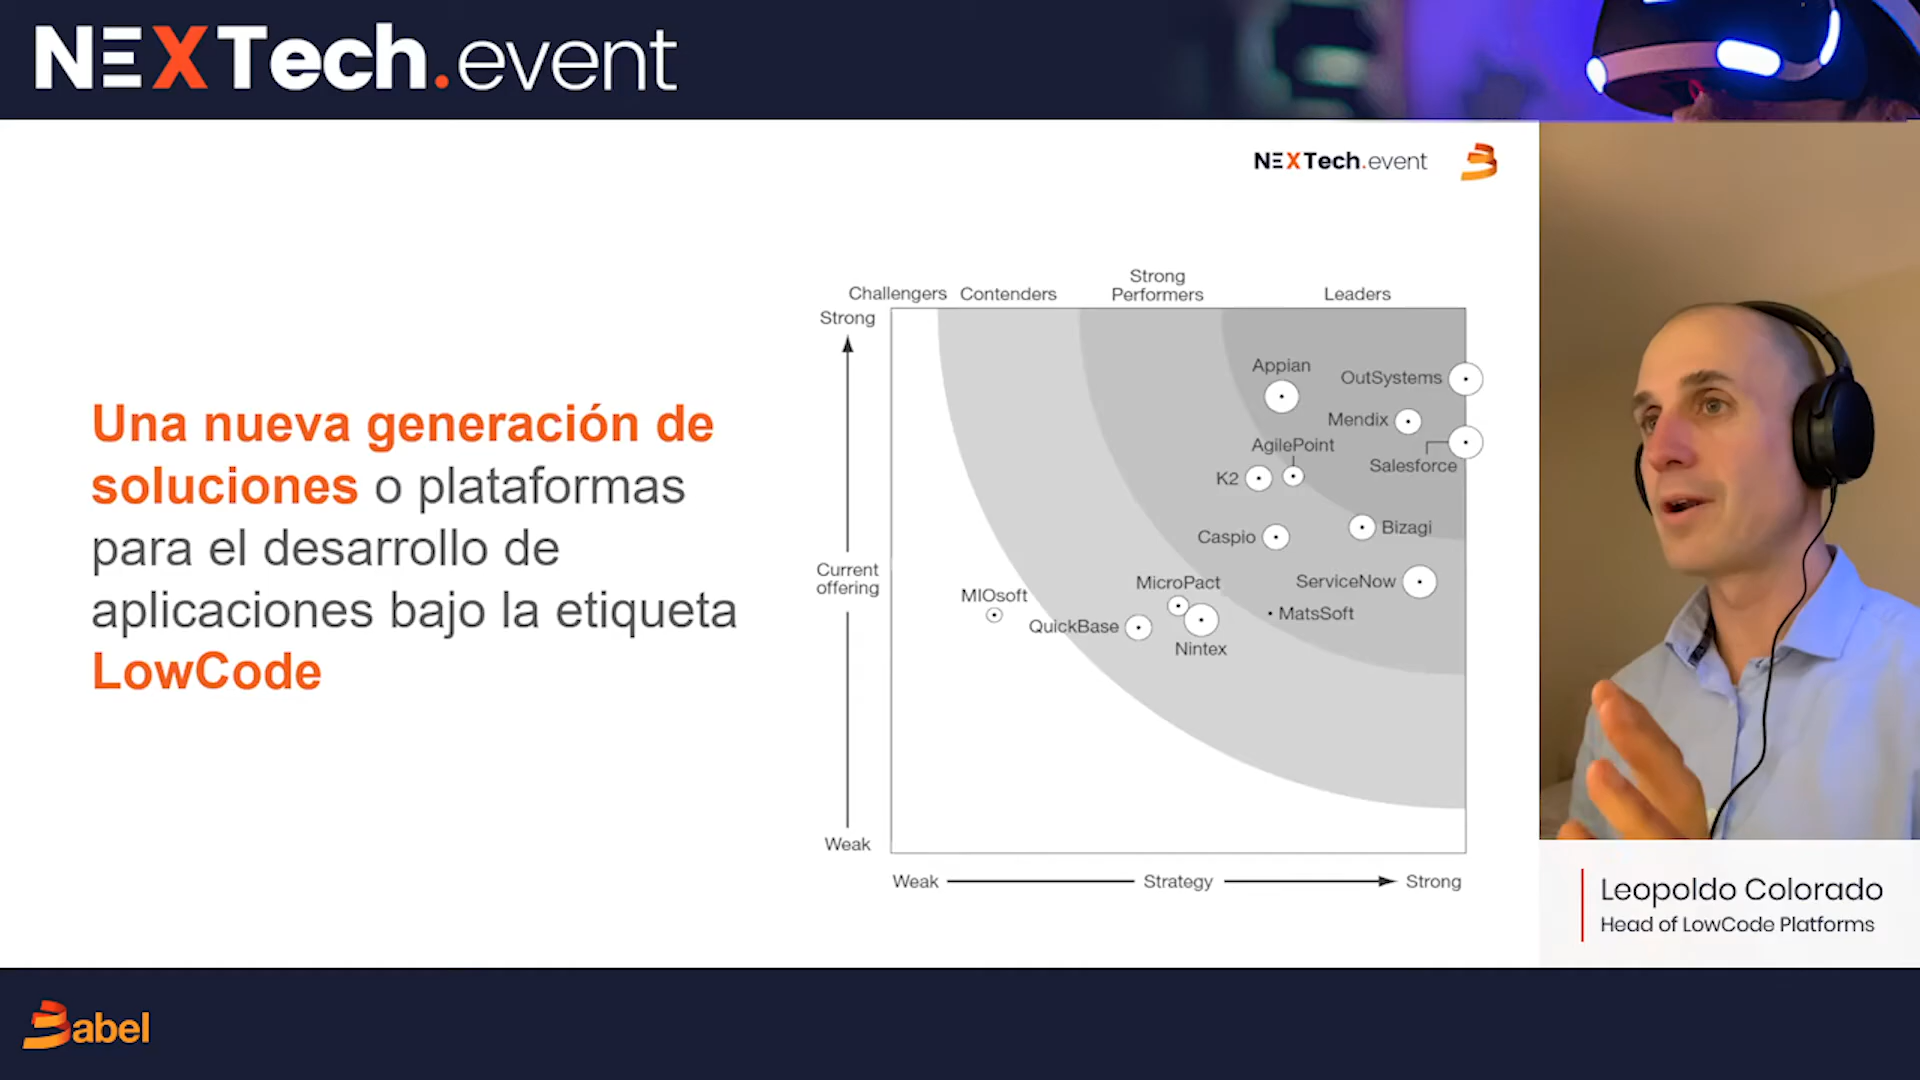 NEXTech.event
NEXTech.event
Una nueva generación de
soluciones o plataformas
para el desarrollo de
aplicaciones bajo la etiqueta
LowCode
Challengers
Contenders
Strong
Performers
Leaders
Strong
Current
offering
Weak
Appian
OutSystems
Mendix
AgilePoint
Salesforce
K2
Bizagi
Caspio
MicroPact
ServiceNow
MIOsoft
MatsSoft
QuickBase
Nintex
Weak
Strategy
Strong
Leopoldo Colorado
Head of LowCode Platforms
Babel